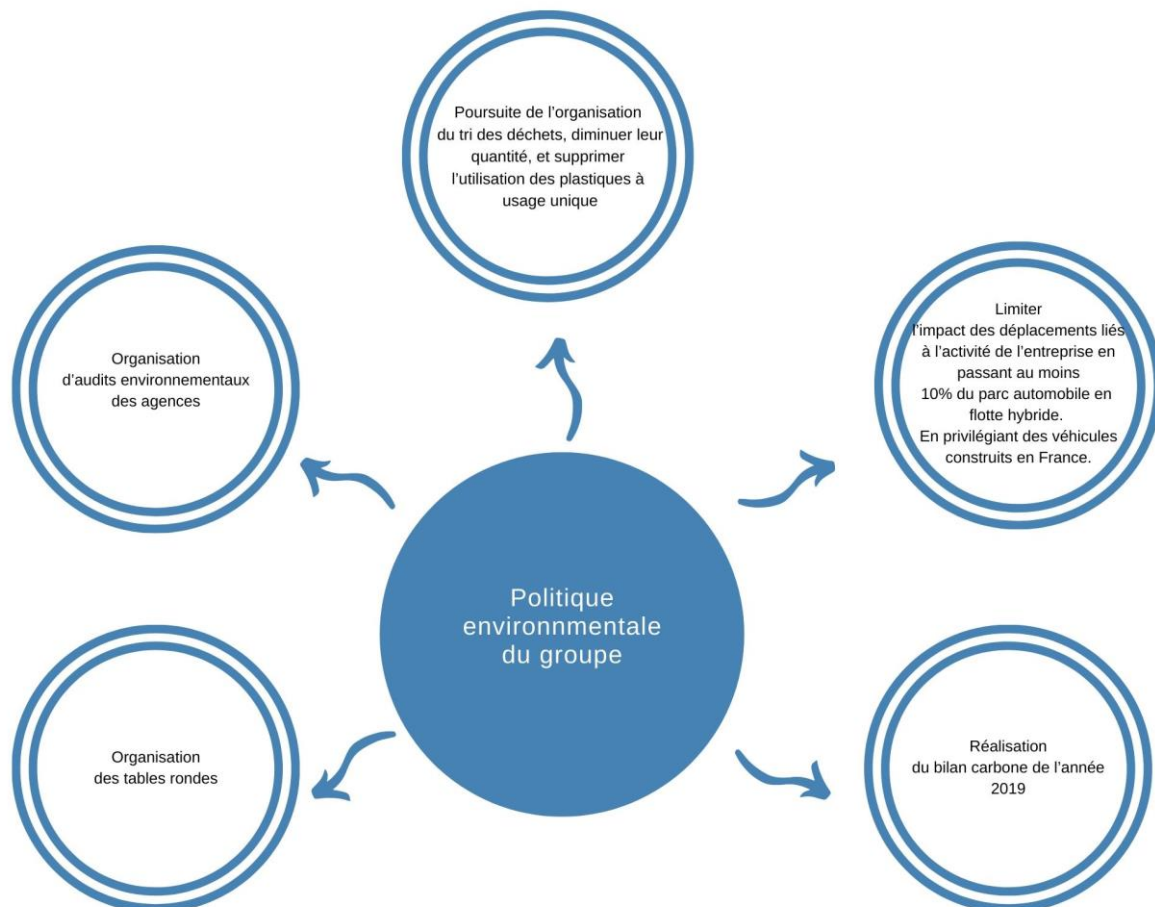 Poursuite de l'organisation
du tri des déchets, diminuer leur
quantité, et supprimer
l'utilisation des plastiques à
usage unique
Organisation
d'audits environnementaux
des agences
Limiter
l'impact des déplacements liés
à l'activité de l'entreprise en
passant au moins
10% du parc automobile en
flotte hybride.
En privilégiant des véhicules
construits en France.
Politique
environnmentale
du groupe
Organisation
des tables rondes
Réalisation
du bilan carbone de l'année
2019